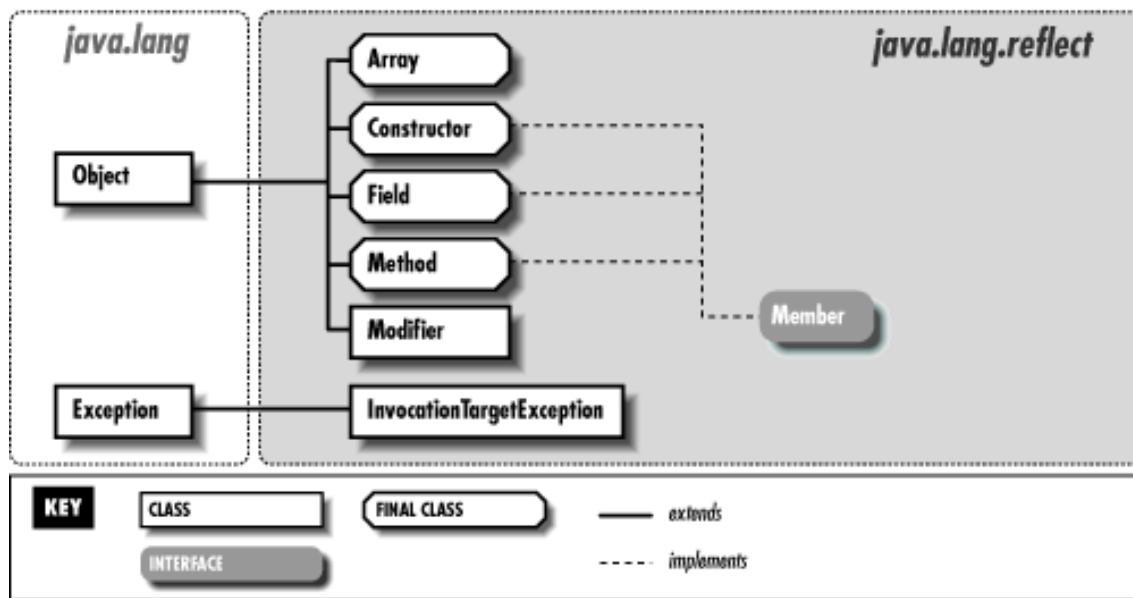 java.lang
java.lang.reflect
Array
Constructor
Object
Field
Method
Member
Modifier
Exception
InvocationTargetException
KEY
CLASS
FINAL CLASS
extends
INTERFACE
implements